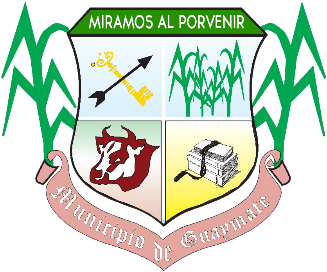 MIRAMOS AL PORVENIR
Municipio de Guaymate